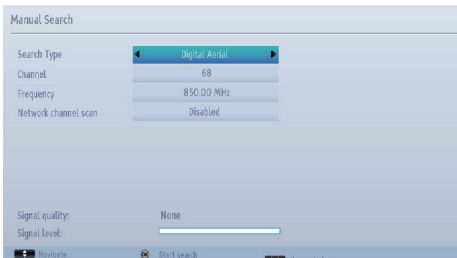 Manual Search
Search Type Digital Aerial
Channel 68
Frequency 850.00 MHz
Network channel scan Disabled
Signal quality: None
Signal level:
Navigate Start search